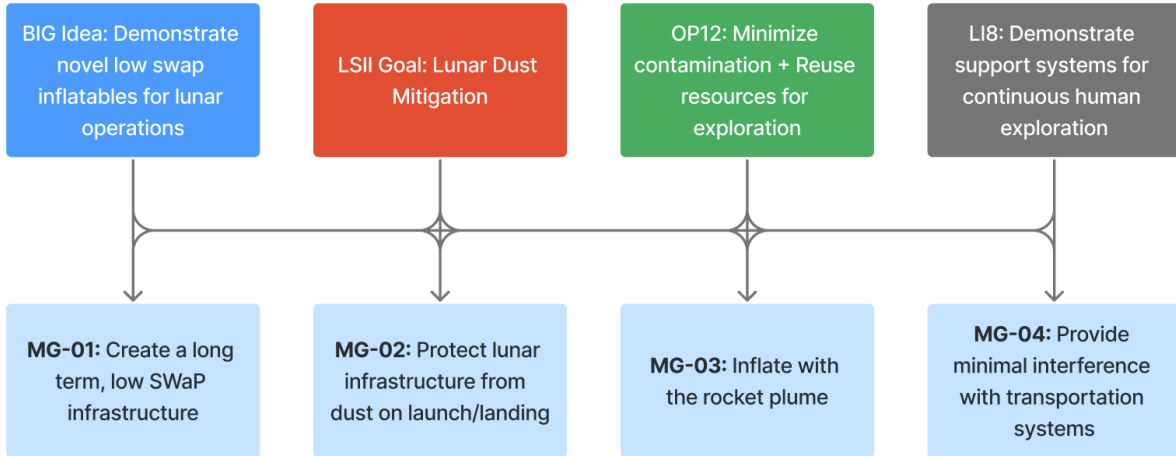 BIG Idea: Demonstrate
novel low swap
inflatables for lunar
operations
LSII Goal: Lunar Dust
Mitigation
OP12: Minimize
contamination + Reuse
resources for
exploration
LI8: Demonstrate
support systems for
continuous human
exploration
MG-01: Create a long
term, low SWaP
infrastructure
MG-02: Protect lunar
infrastructure from
dust on launch/landing
MG-03: Inflate with
the rocket plume
MG-04: Provide
minimal interference
with transportation
systems